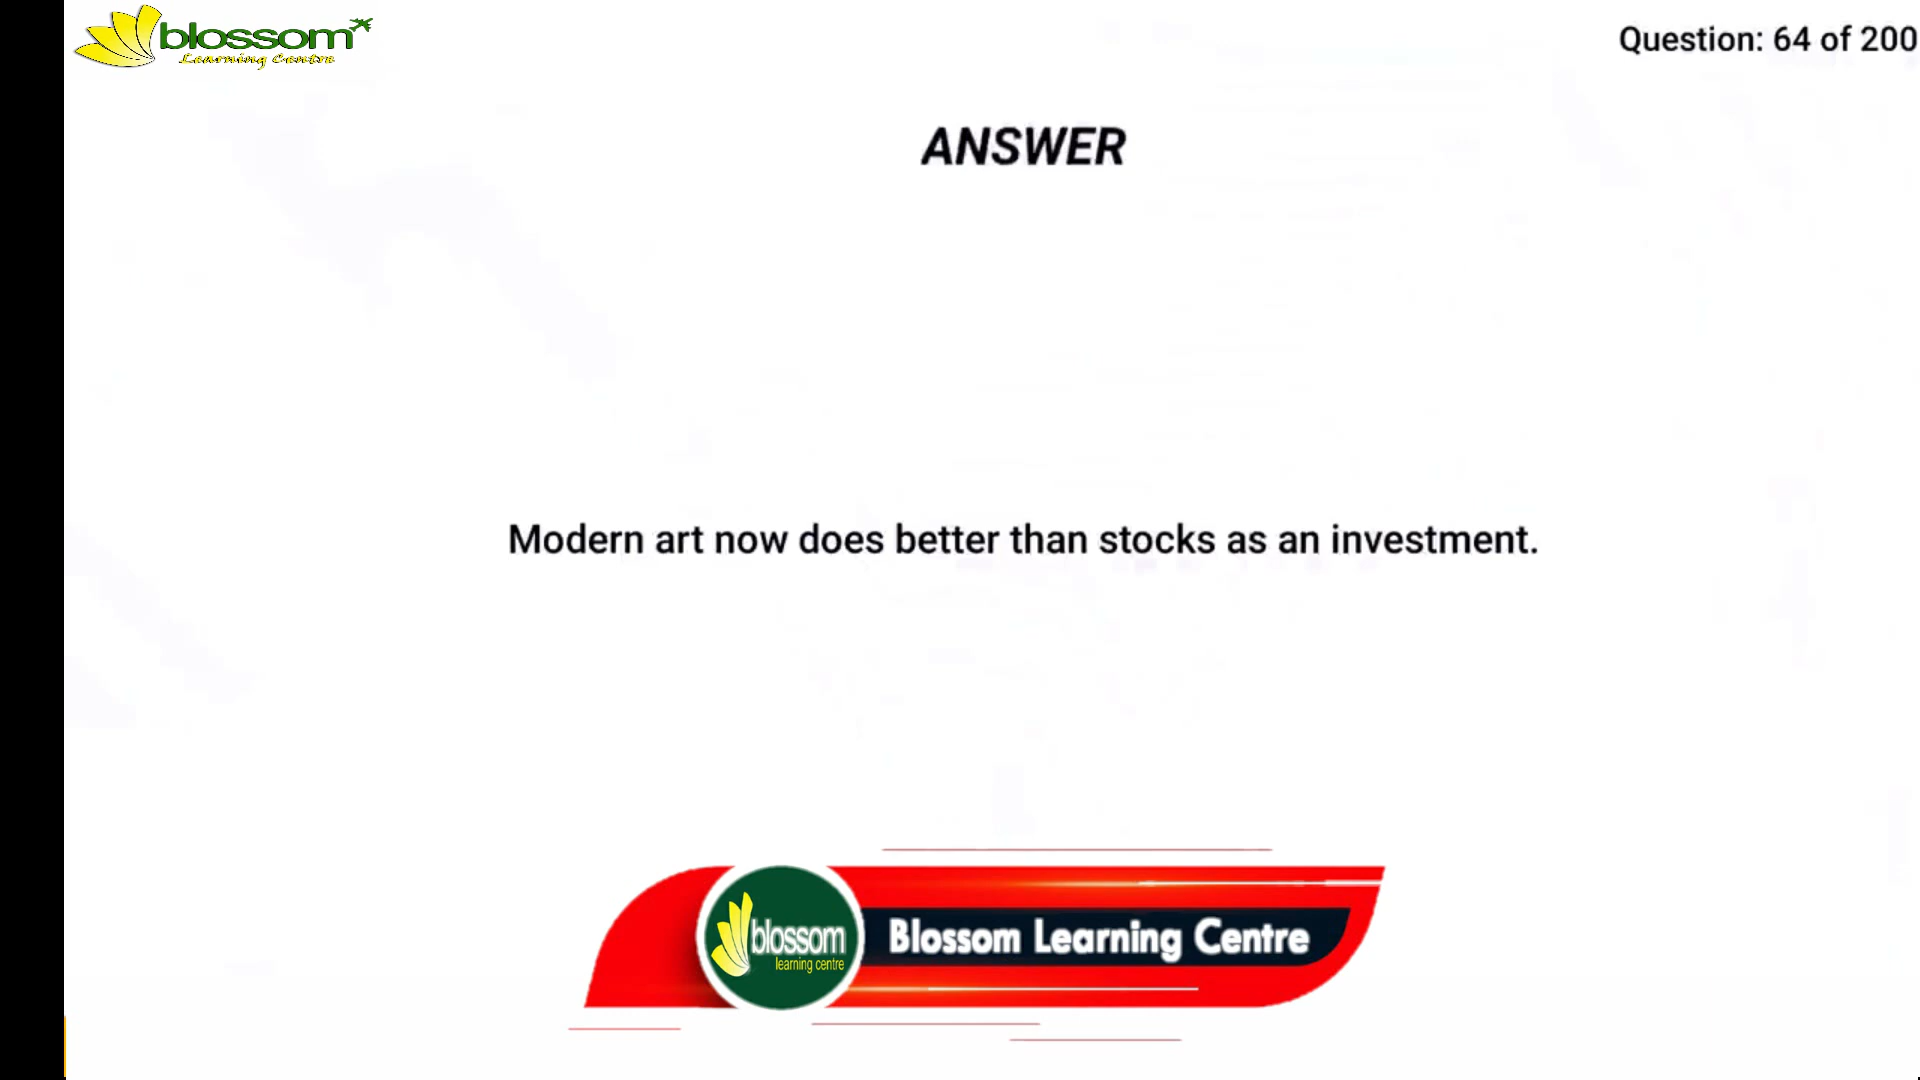 blossom
Learning Centre
Question: 64 of 200
ANSWER
Modern art now does better than stocks as an investment.
blossom
learning centre
Blossom Learning Centre